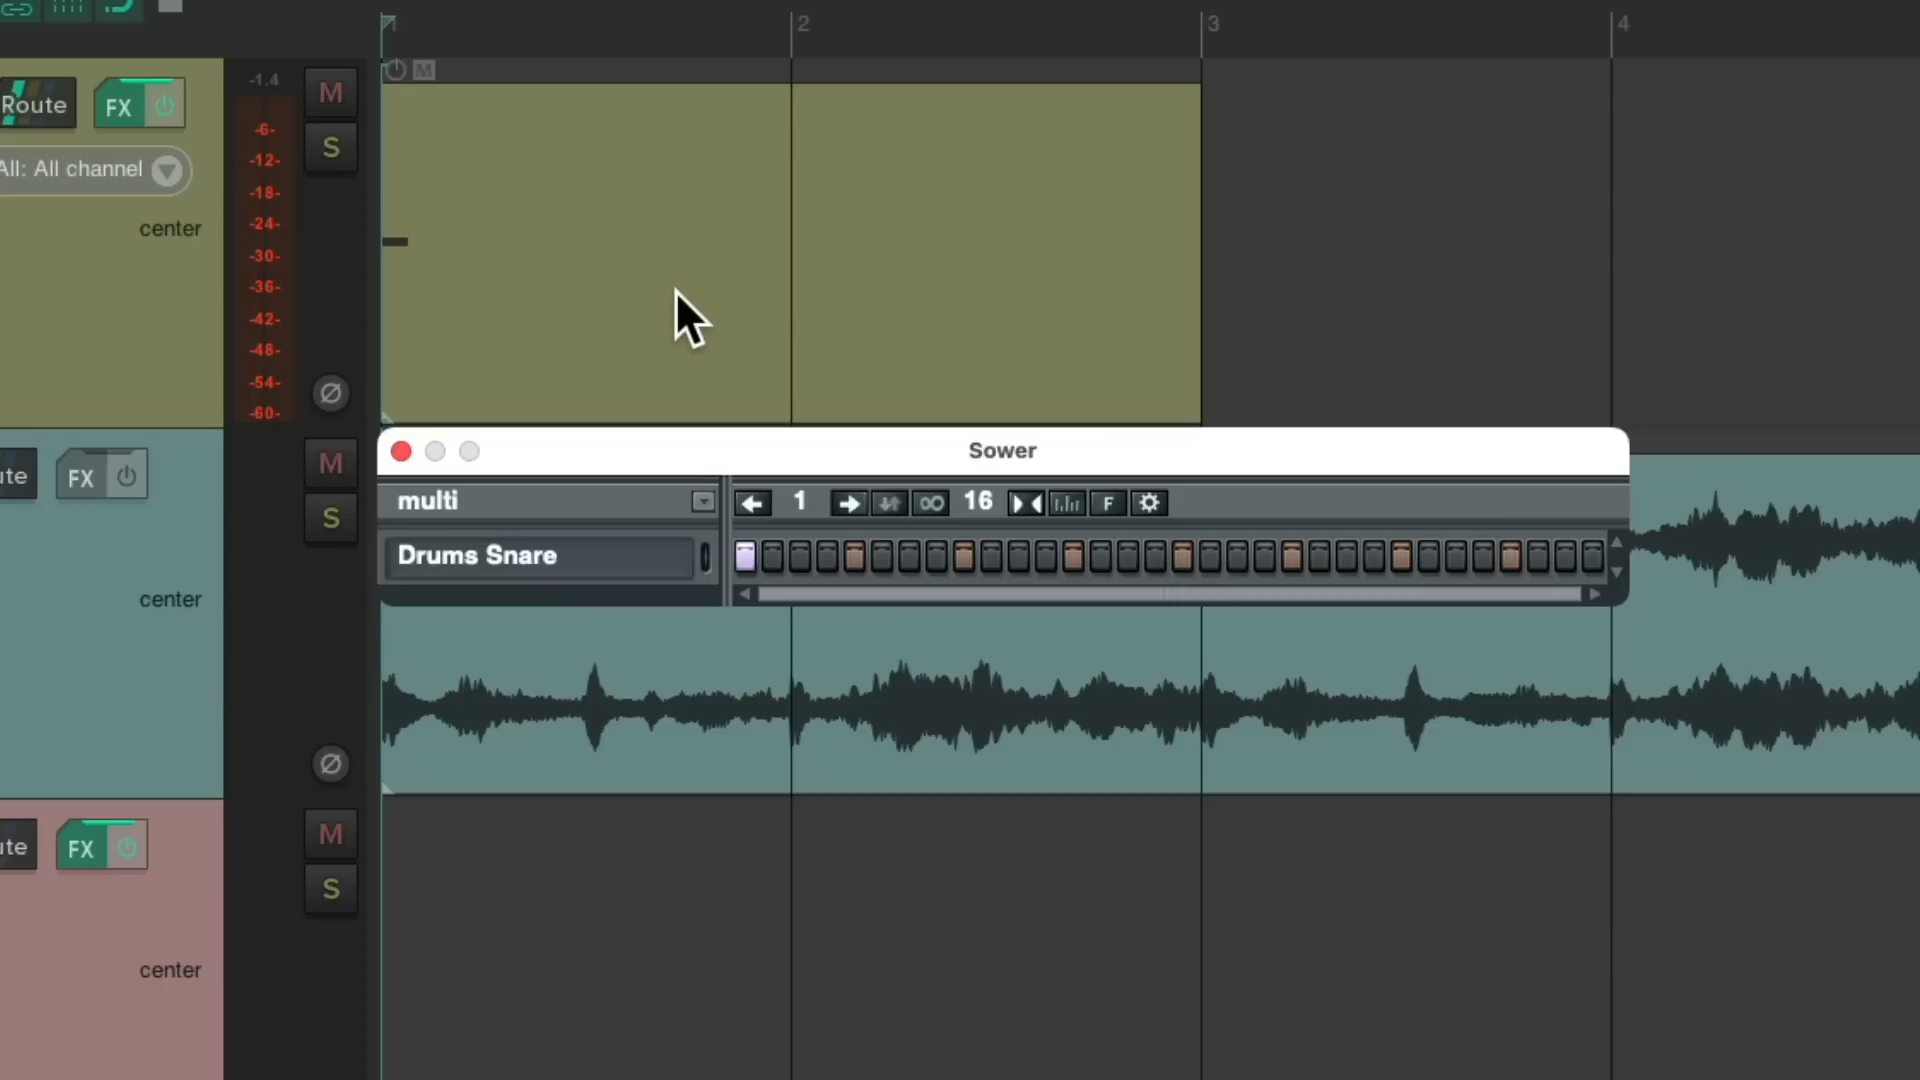 1 2 3 4
M
Route FX -1.4 M
-6-
All: All channel -12- S
-18-
center -24-
-30-
-36-
-42-
-48-
-54-
-60- Ø
Sower
ute FX M
multi 1 ∞ 16 F
S Drums Snare
center
Ø
ute FX M
S
center